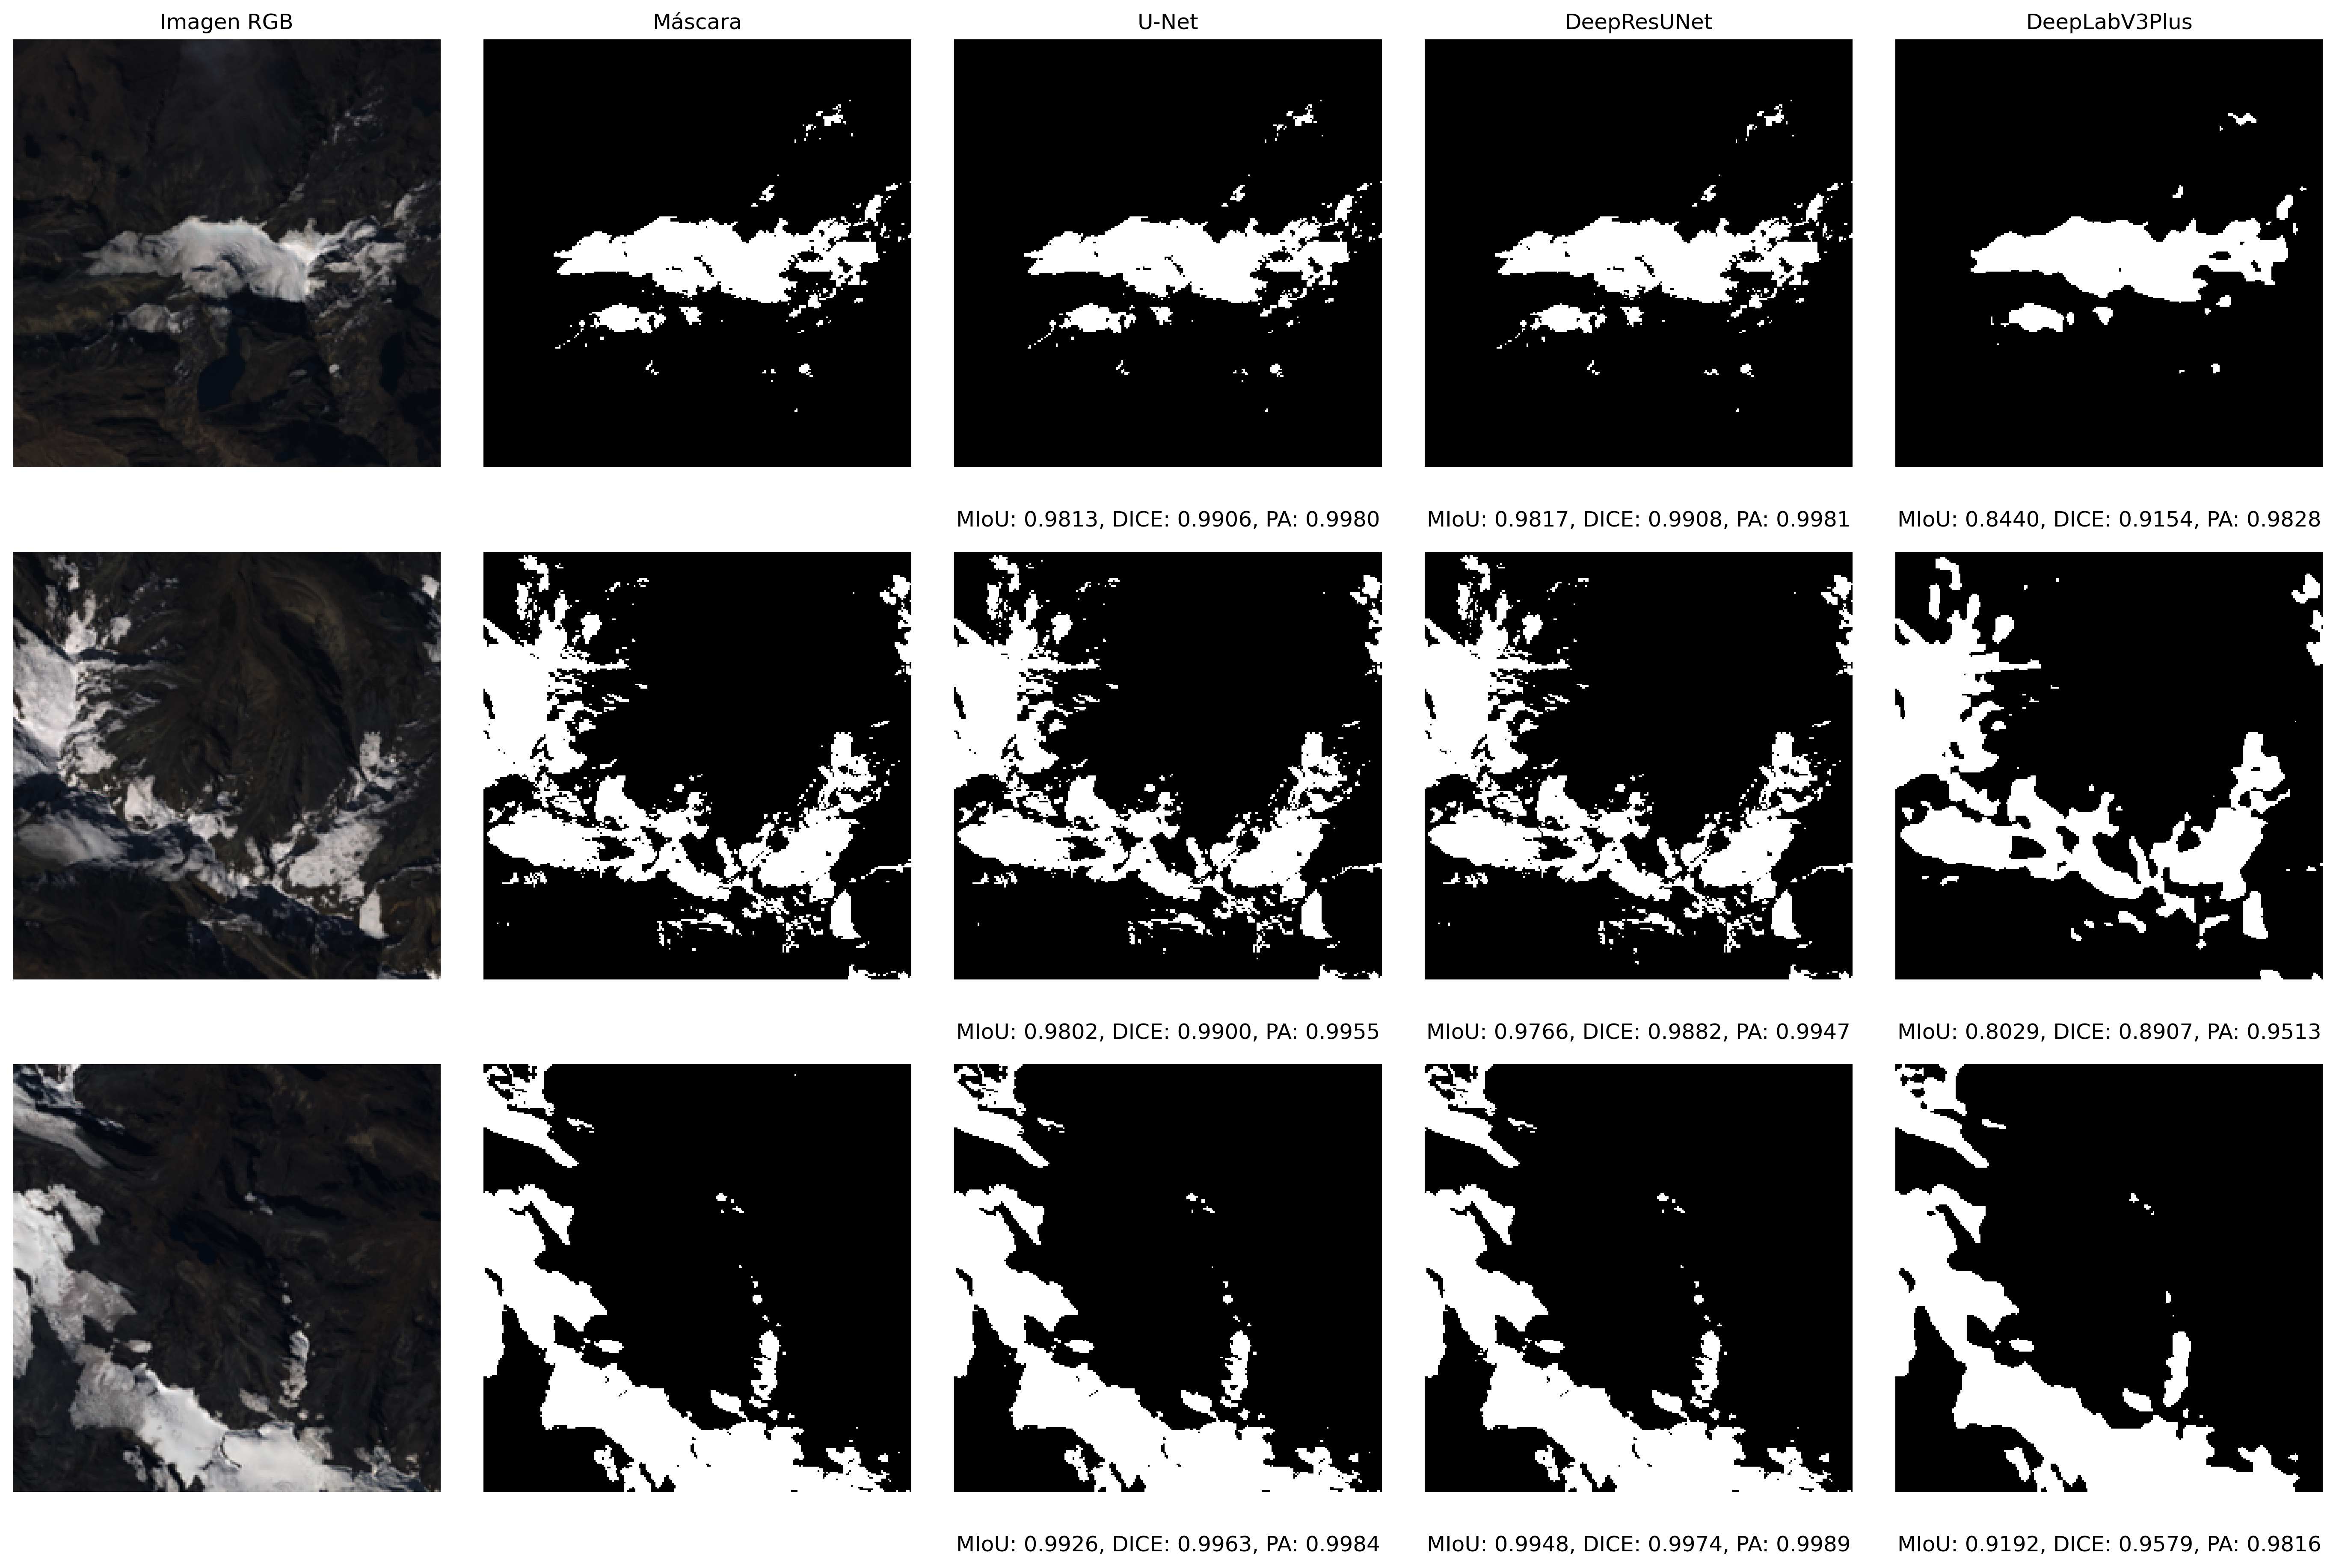 Imagen RGB
Máscara
U-Net
DeepResUNet
DeepLabV3Plus
MIoU: 0.9813, DICE: 0.9906, PA: 0.9980
MIoU: 0.9817, DICE: 0.9908, PA: 0.9981
MIoU: 0.8440, DICE: 0.9154, PA: 0.9828
MIoU: 0.9802, DICE: 0.9900, PA: 0.9955
MIoU: 0.9766, DICE: 0.9882, PA: 0.9947
MIoU: 0.8029, DICE: 0.8907, PA: 0.9513
MIoU: 0.9926, DICE: 0.9963, PA: 0.9984
MIoU: 0.9948, DICE: 0.9974, PA: 0.9989
MIoU: 0.9192, DICE: 0.9579, PA: 0.9816